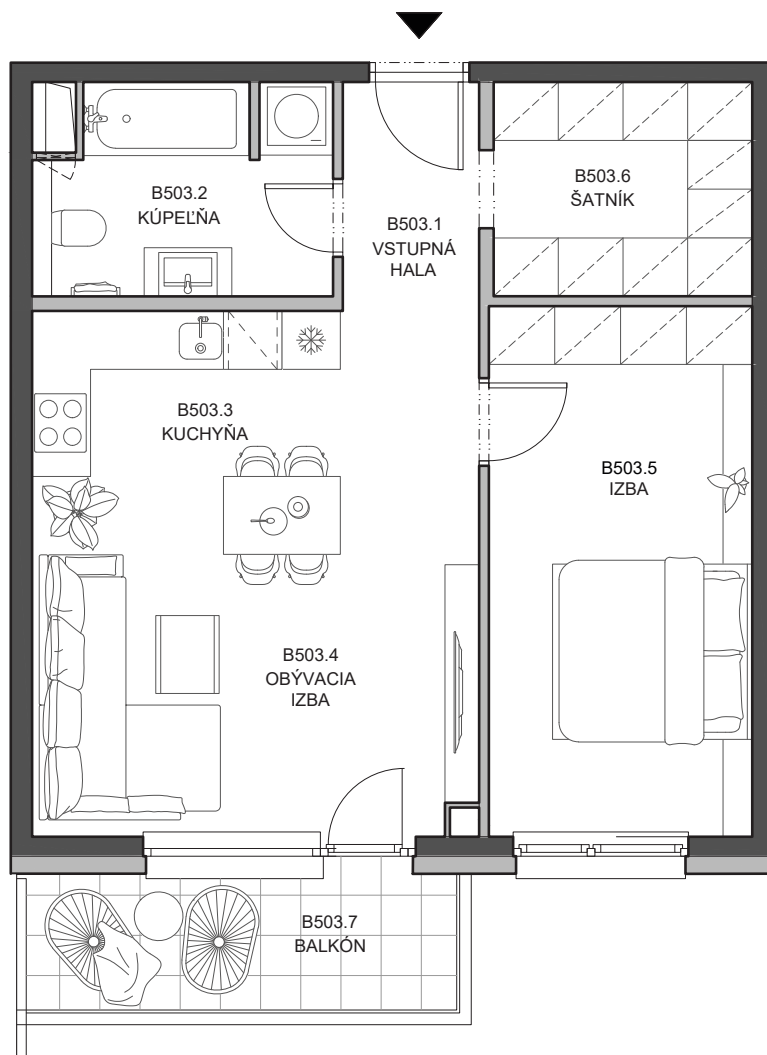 B503.2
KÚPEĽŇA
B503.1
VSTUPNÁ
HALA
B503.6
ŠATNÍK
B503.3
KUCHYŇA
B503.5
IZBA
B503.4
OBÝVACIA
IZBA
B503.7
BALKÓN